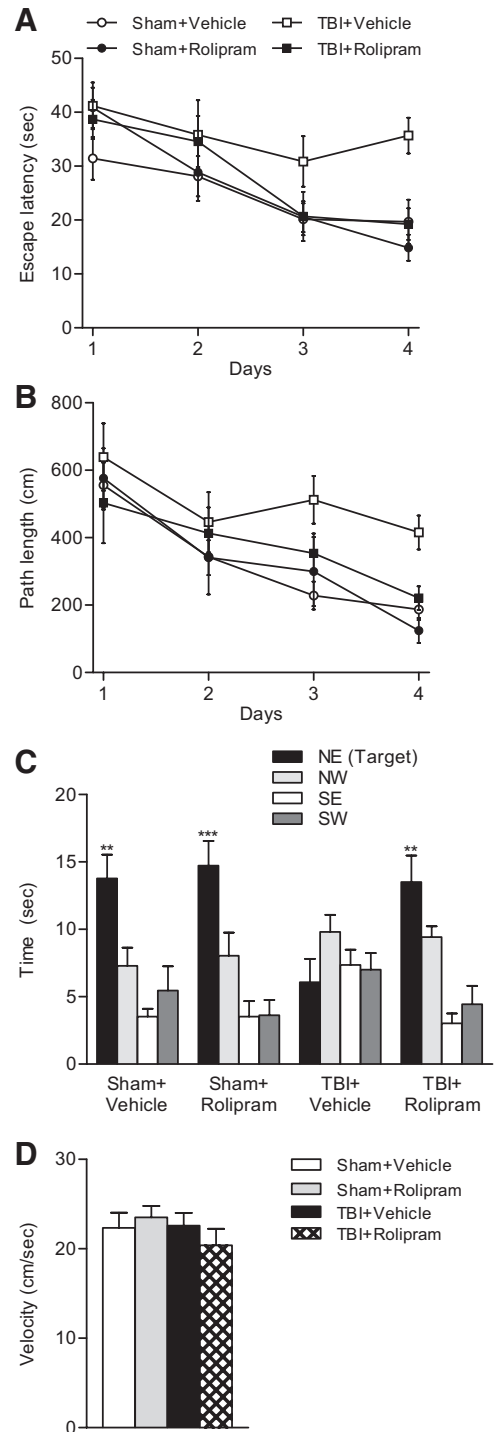 A
Sham+Vehicle TBI+Vehicle
Sham+Rolipram TBI+Rolipram
Escape latency (sec)
50
40
30
20
10
0
1 2 3 4
Days
B
Path length (cm)
800
600
400
200
0
1 2 3 4
Days
C
NE (Target)
NW
SE
SW
Time (sec)
20
15
10
5
0
** *** **
Sham+ Sham+ TBI+ TBI+
Vehicle Rolipram Vehicle Rolipram
D
Sham+Vehicle
Sham+Rolipram
TBI+Vehicle
TBI+Rolipram
Velocity (cm/sec)
30
20
10
0